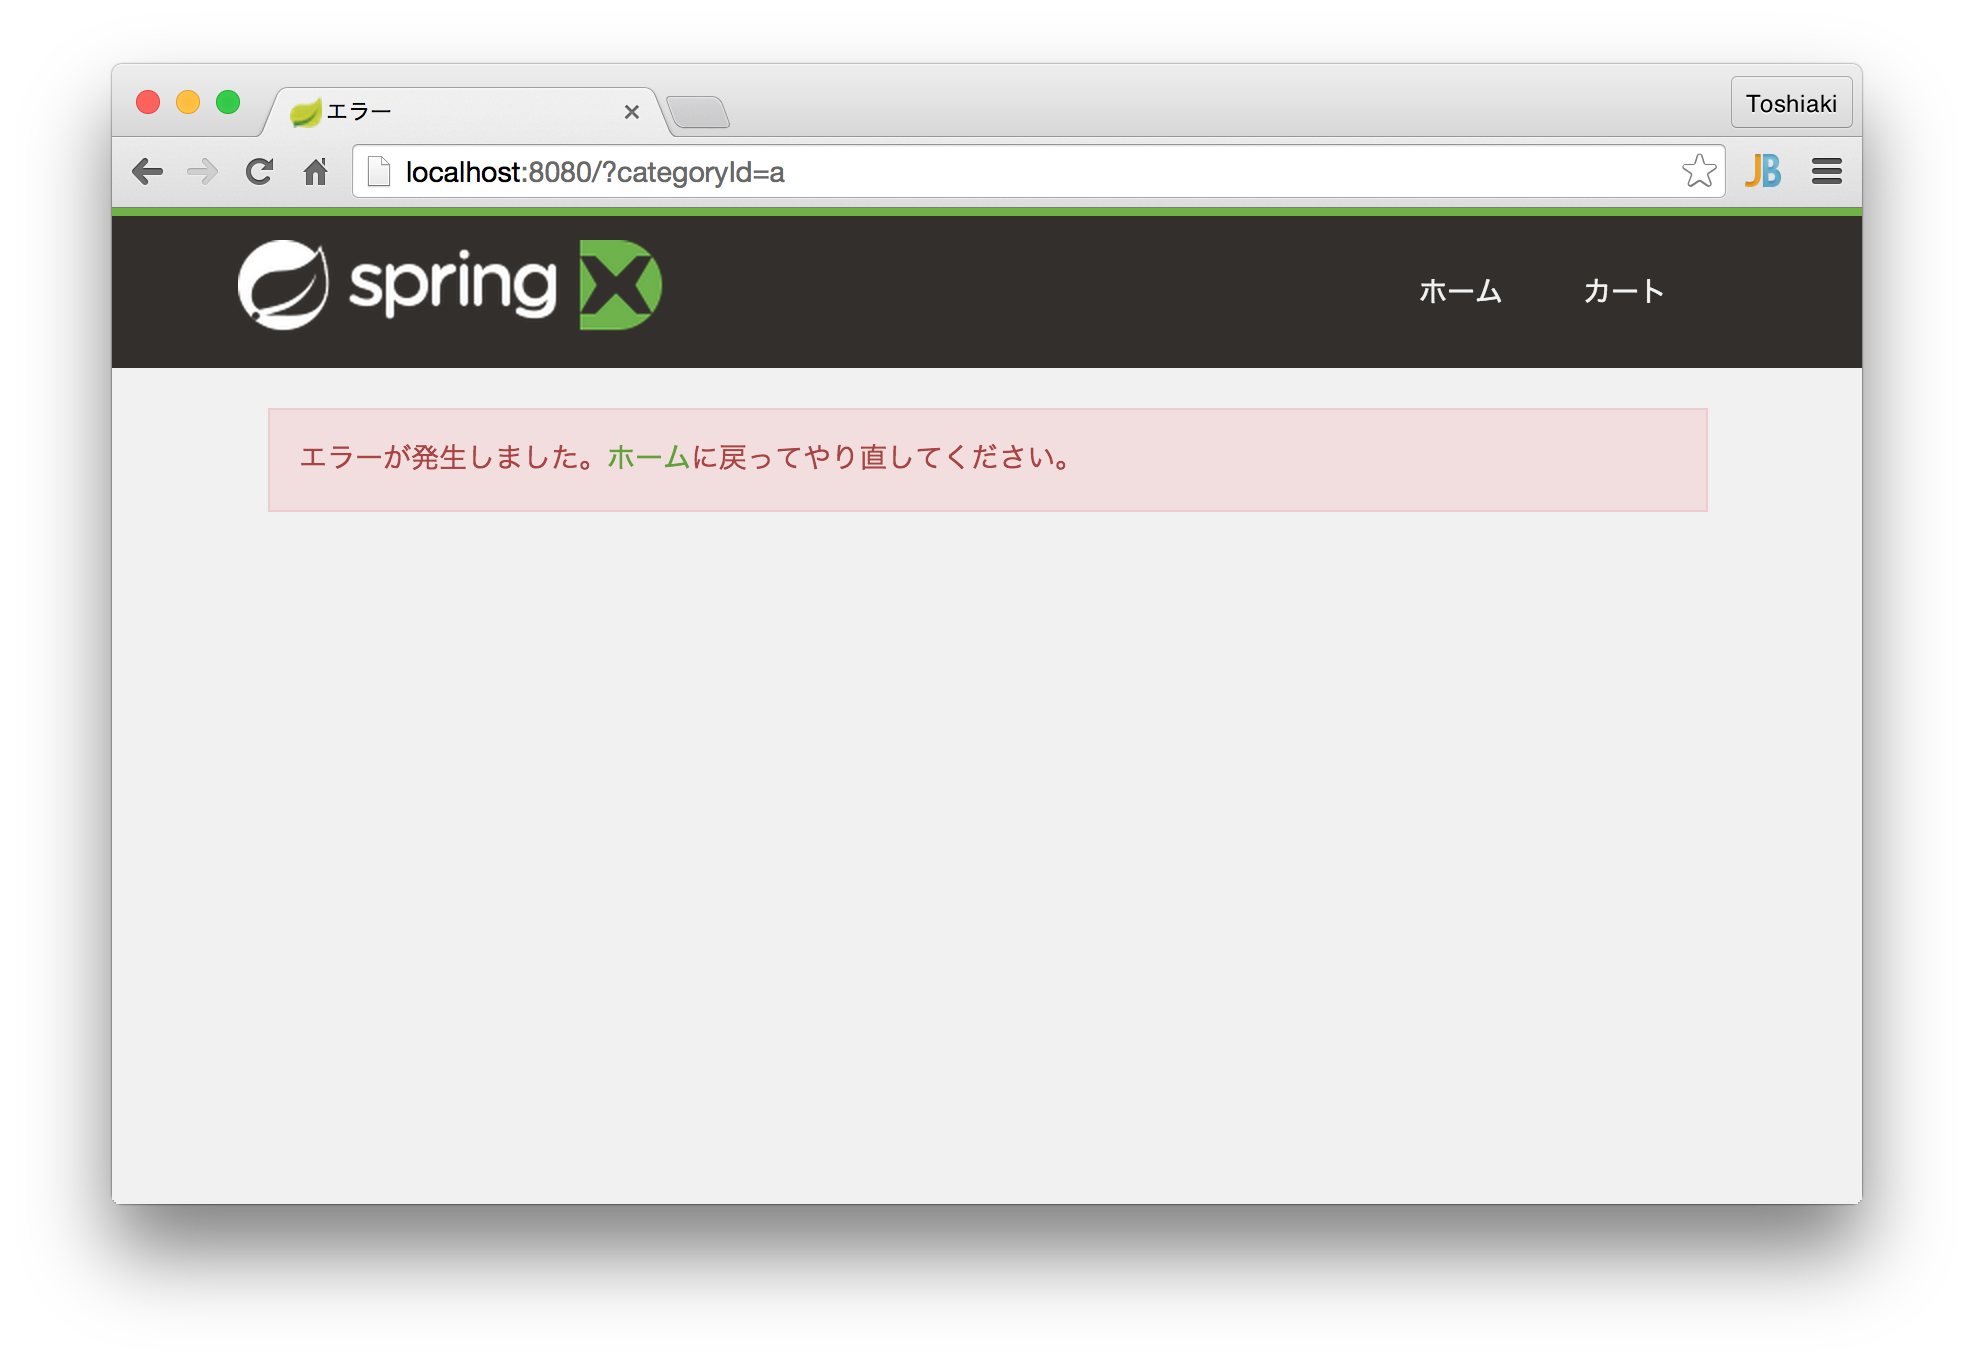 エラー
Toshiaki
localhost:8080/?categoryId=a
JB
spring XD
ホーム
カート
エラーが発生しました。ホームに戻ってやり直してください。